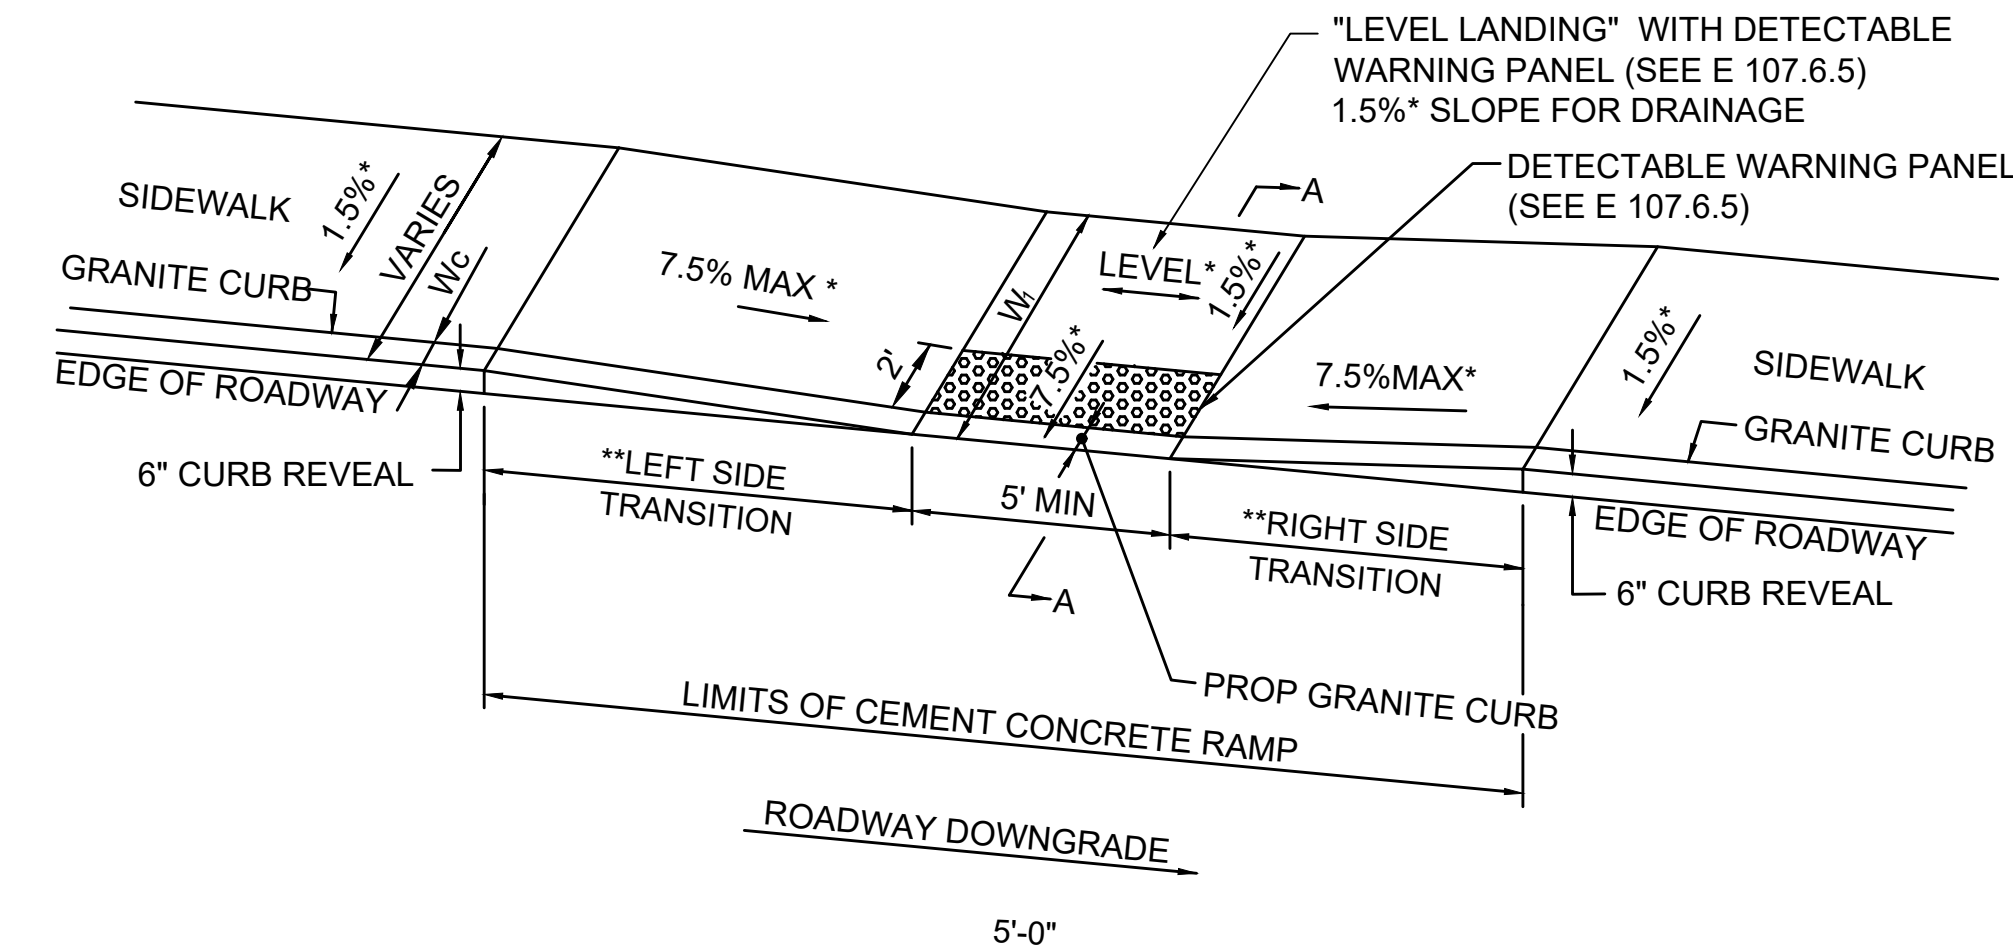 "LEVEL LANDING" WITH DETECTABLE
WARNING PANEL (SEE E 107.6.5)
1.5%* SLOPE FOR DRAINAGE
DETECTABLE WARNING PANEL
(SEE E 107.6.5)
A
SIDEWALK
1.5%*
VARIES
Wc
GRANITE CURB
7.5% MAX *
W1
LEVEL*
1.5%*
2'
7.5%*
7.5%MAX*
1.5%*
SIDEWALK
EDGE OF ROADWAY
GRANITE CURB
6" CURB REVEAL
**LEFT SIDE
TRANSITION
5' MIN
**RIGHT SIDE
TRANSITION
EDGE OF ROADWAY
6" CURB REVEAL
A
PROP GRANITE CURB
LIMITS OF CEMENT CONCRETE RAMP
ROADWAY DOWNGRADE
5'-0"